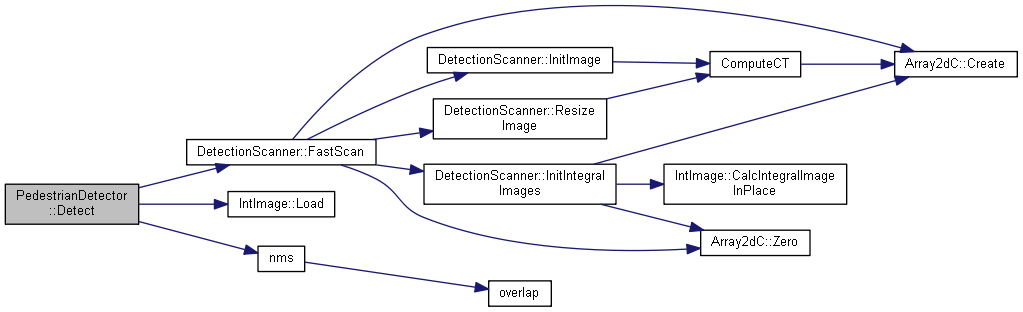 PedestrianDetector
::Detect
DetectionScanner::FastScan
IntImage::Load
nms
DetectionScanner::InitImage
DetectionScanner::Resize
Image
DetectionScanner::InitIntegral
Images
overlap
ComputeCT
IntImage::CalcIntegralImage
InPlace
Array2dC::Zero
Array2dC::Create